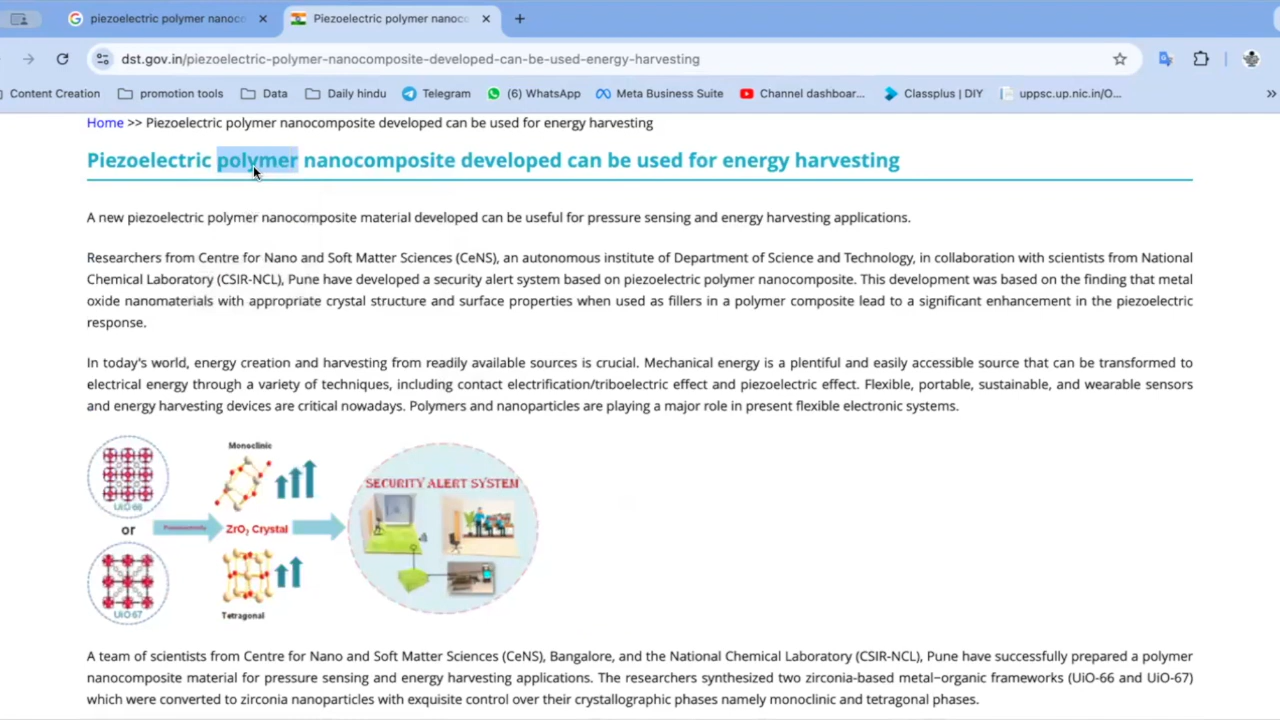 piezoelectric polymer nanoco
Piezoelectric polymer nanoc
dst.gov.in/piezoelectric-polymer-nanocomposite-developed-can-be-used-energy-harvesting
Content Creation promotion tools Data Daily hindu Telegram (6) WhatsApp Meta Business Suite Channel dashboar... Classplus | DIY uppsc.up.nic.in/O... »
Home >> Piezoelectric polymer nanocomposite developed can be used for energy harvesting
Piezoelectric polymer nanocomposite developed can be used for energy harvesting
A new piezoelectric polymer nanocomposite material developed can be useful for pressure sensing and energy harvesting applications.
Researchers from Centre for Nano and Soft Matter Sciences (CeNS), an autonomous institute of Department of Science and Technology, in collaboration with scientists from National
Chemical Laboratory (CSIR-NCL), Pune have developed a security alert system based on piezoelectric polymer nanocomposite. This development was based on the finding that metal
oxide nanomaterials with appropriate crystal structure and surface properties when used as fillers in a polymer composite lead to a significant enhancement in the piezoelectric
response.
In today's world, energy creation and harvesting from readily available sources is crucial. Mechanical energy is a plentiful and easily accessible source that can be transformed to
electrical energy through a variety of techniques, including contact electrification/triboelectric effect and piezoelectric effect. Flexible, portable, sustainable, and wearable sensors
and energy harvesting devices are critical nowadays. Polymers and nanoparticles are playing a major role in present flexible electronic systems.
Monoclinic
SECURITY ALERT SYSTEM
UiO 66
or
ZrO2 Crystal
UiO 67
Tetragonal
A team of scientists from Centre for Nano and Soft Matter Sciences (CeNS), Bangalore, and the National Chemical Laboratory (CSIR-NCL), Pune have successfully prepared a polymer
nanocomposite material for pressure sensing and energy harvesting applications. The researchers synthesized two zirconia-based metal−organic frameworks (UiO-66 and UiO-67)
which were converted to zirconia nanoparticles with exquisite control over their crystallographic phases namely monoclinic and tetragonal phases.